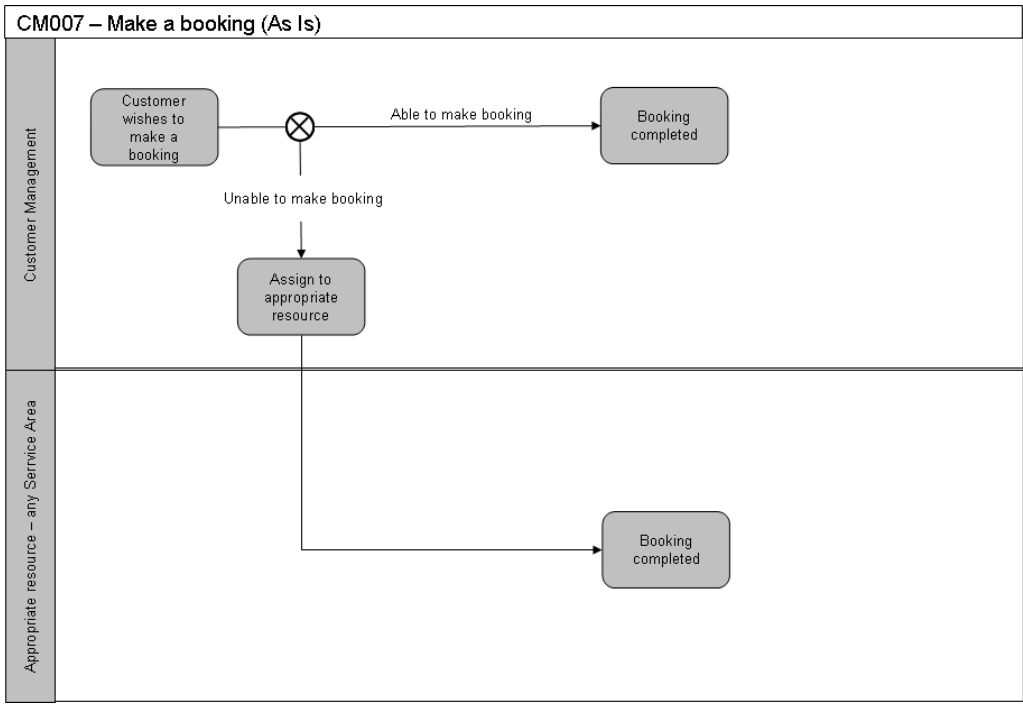 CM007 – Make a booking (As Is)
Customer Management
Customer
wishes to
make a
booking
Able to make booking
Booking
completed
Unable to make booking
Assign to
appropriate
resource
Appropriate resource – any Serrvice Area
Booking
completed